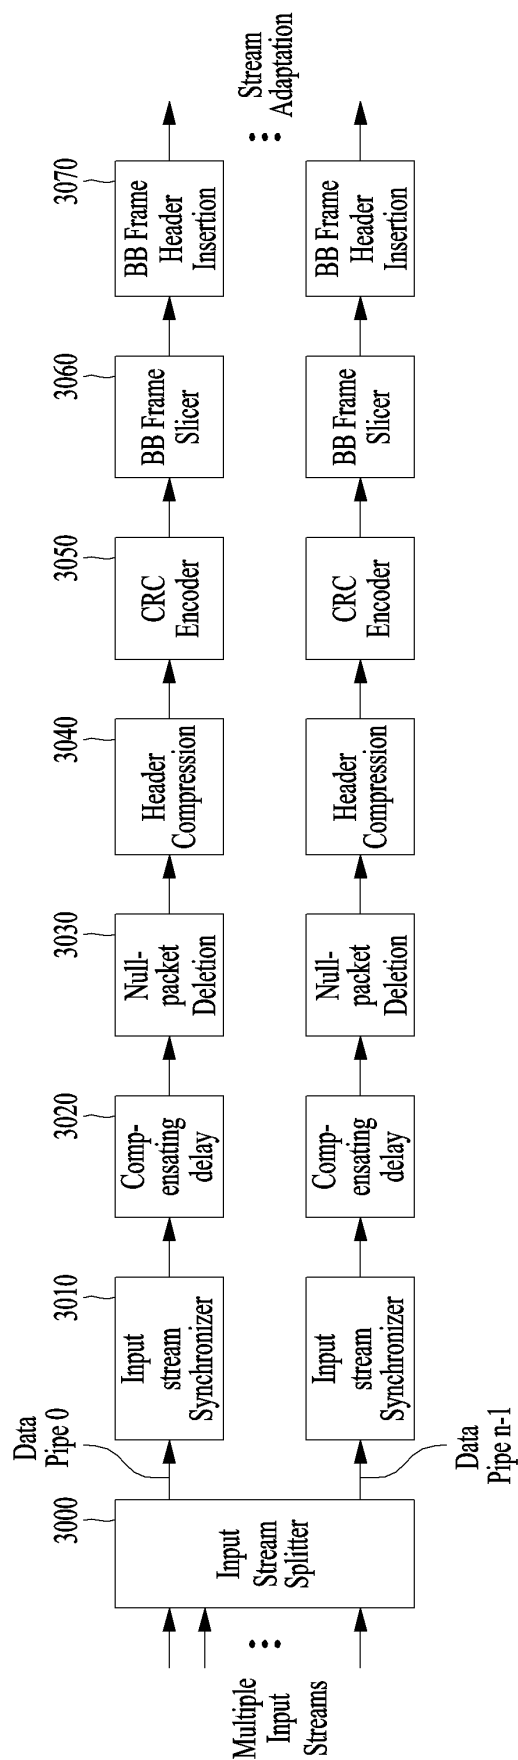 Multiple
Input
Streams
3000
Input
Stream
Splitter
Data
Pipe 0
3010
Input
stream
Synchronizer
3020
Comp-
ensating
delay
3030
Null-
packet
Deletion
3040
Header
Compression
3050
CRC
Encoder
3060
BB Frame
Slicer
3070
BB Frame
Header
Insertion
Data
Pipe n-1
Input
stream
Synchronizer
Comp-
ensating
delay
Null-
packet
Deletion
Header
Compression
CRC
Encoder
BB Frame
Slicer
BB Frame
Header
Insertion
Stream
Adaptation